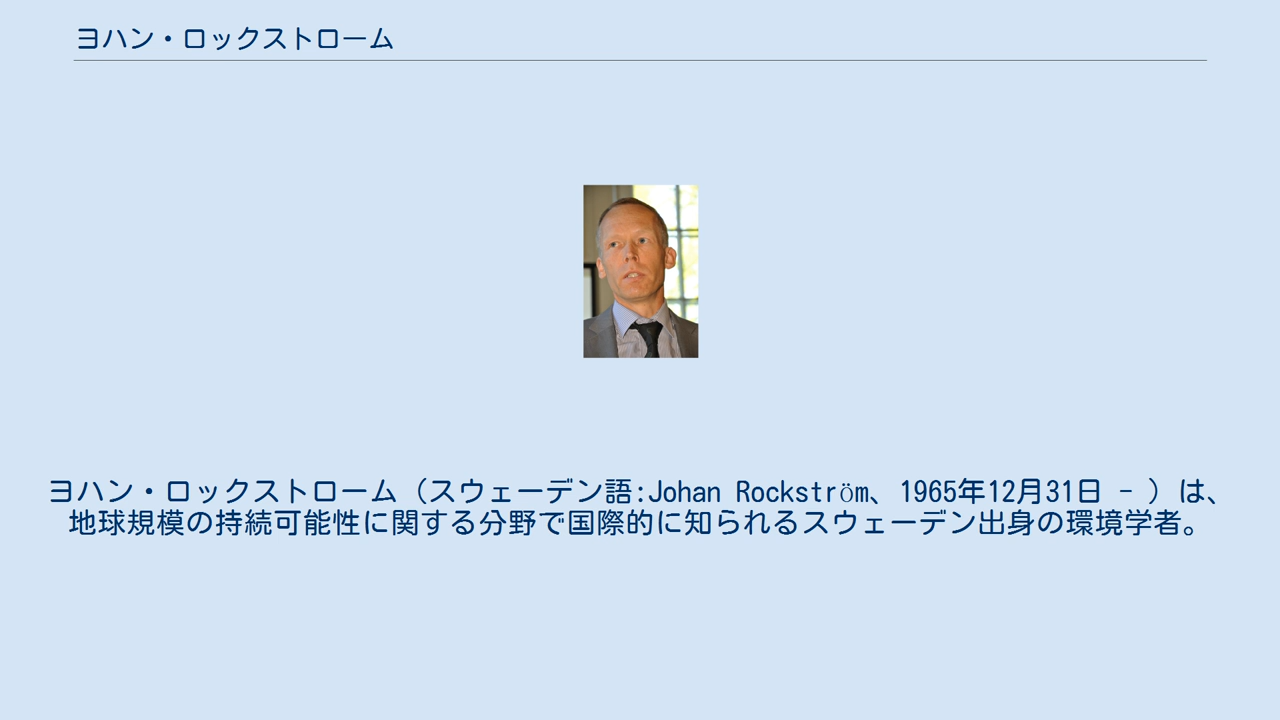 ヨハン・ロックストローム
ヨハン・ロックストローム（スウェーデン語:Johan Rockström、1965年12月31日 - ）は、
地球規模の持続可能性に関する分野で国際的に知られるスウェーデン出身の環境学者。